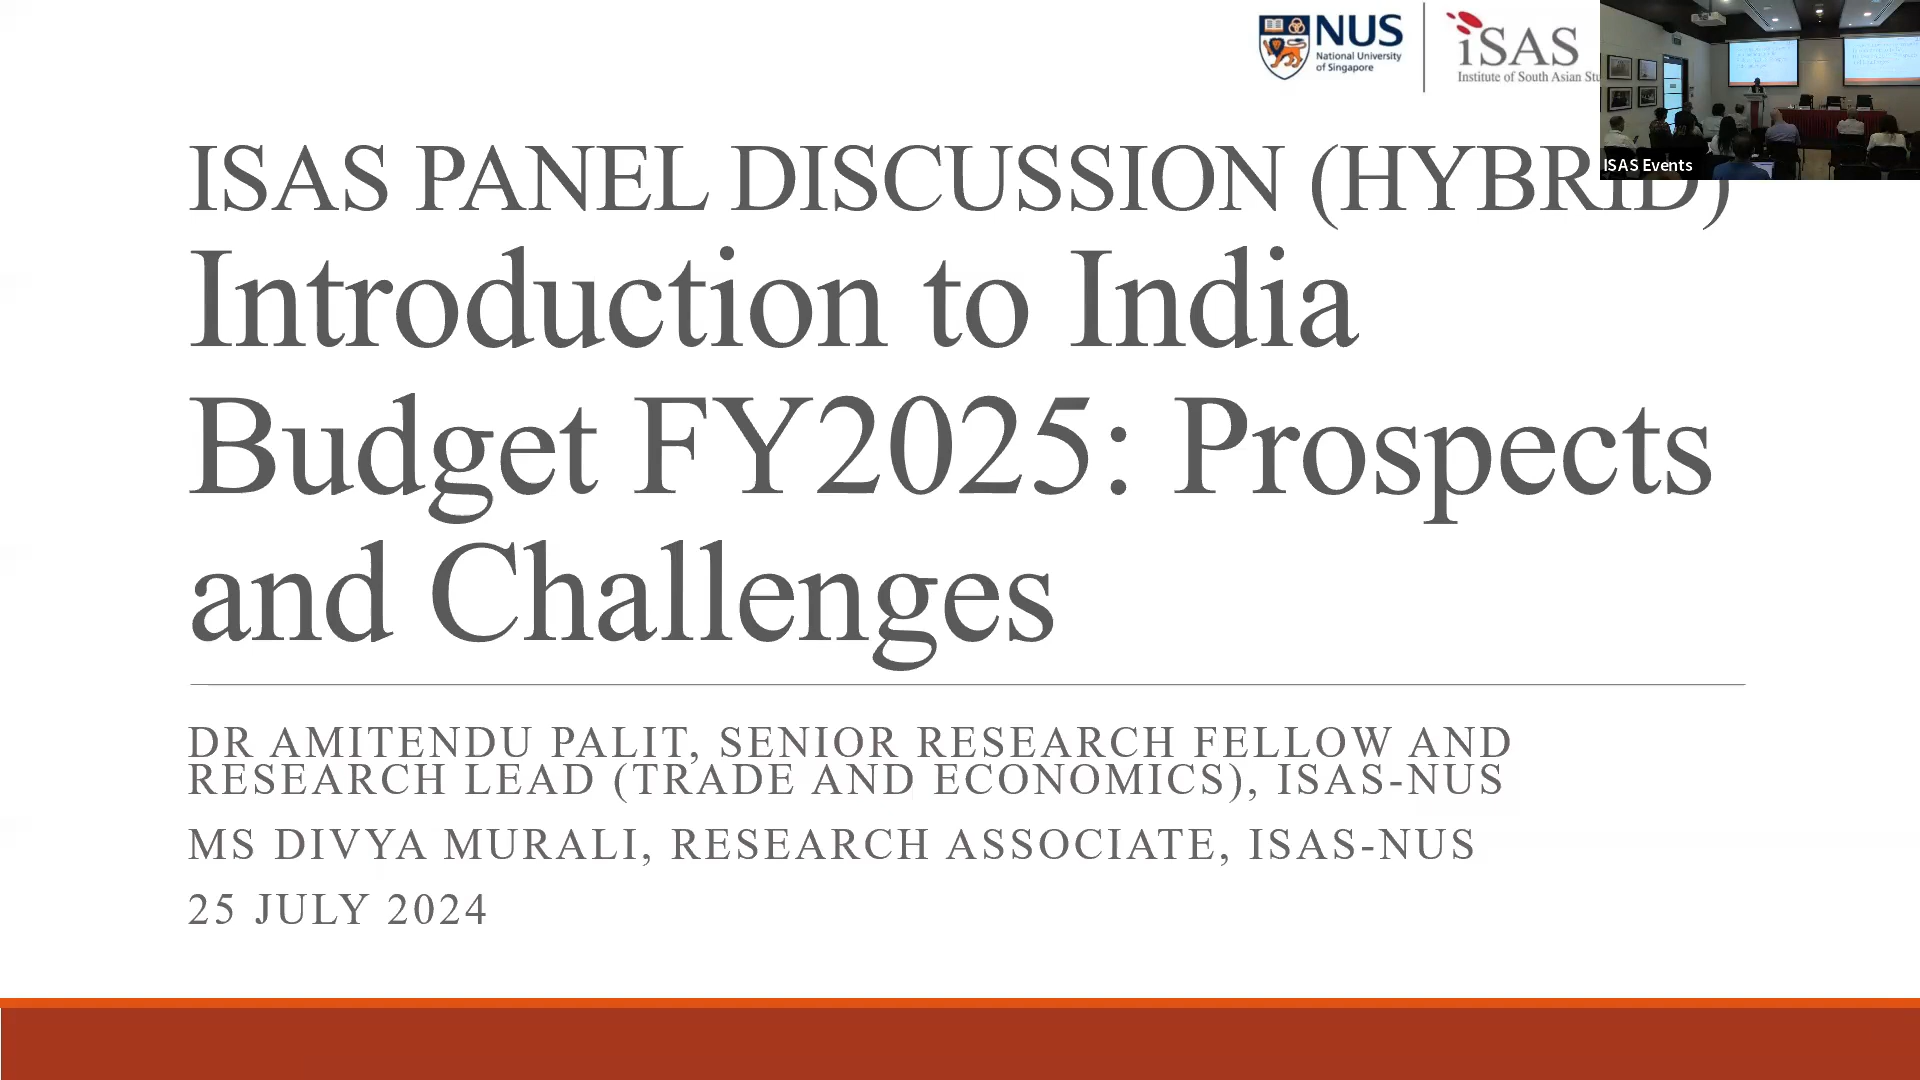 NUS
National University
of Singapore
iSAS
Institute of South Asian
ISAS Events
ISAS PANEL DISCUSSION (HYBRID)
Introduction to India
Budget FY2025: Prospects
and Challenges
DR AMITENDU PALIT, SENIOR RESEARCH FELLOW AND
RESEARCH LEAD (TRADE AND ECONOMICS), ISAS-NUS
MS DIVYA MURALI, RESEARCH ASSOCIATE, ISAS-NUS
25 JULY 2024